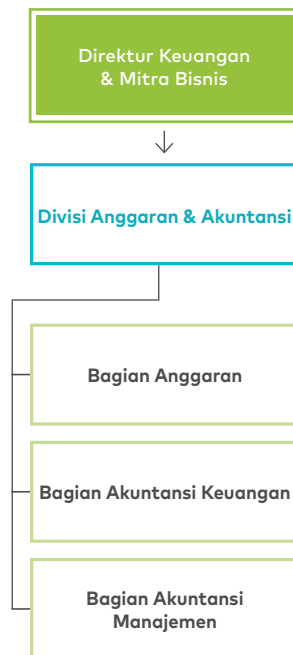 Direktur Keuangan
& Mitra Bisnis
Divisi Anggaran & Akuntansi
Bagian Anggaran
Bagian Akuntansi Keuangan
Bagian Akuntansi
Manajemen